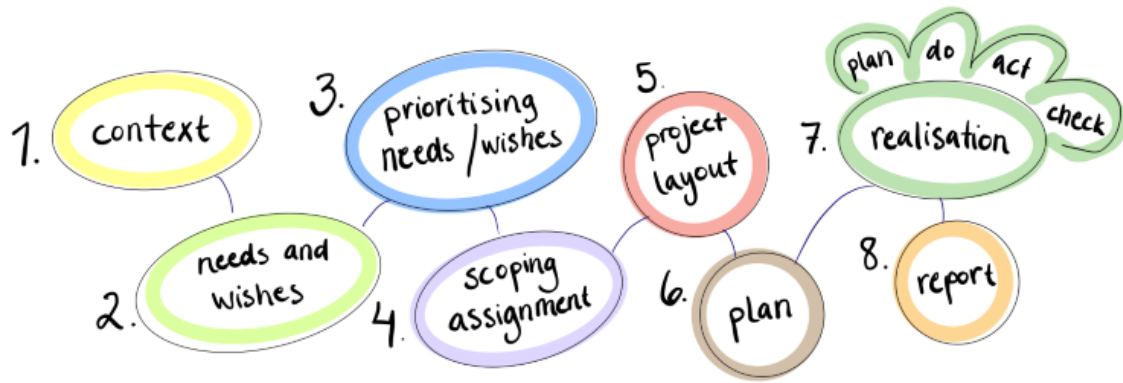 1.
context
2.
needs and
wishes
3.
prioritising
needs/wishes
4.
scoping
assignment
5.
project
layout
6.
plan
7.
realisation
plan
do
act
check
8.
report